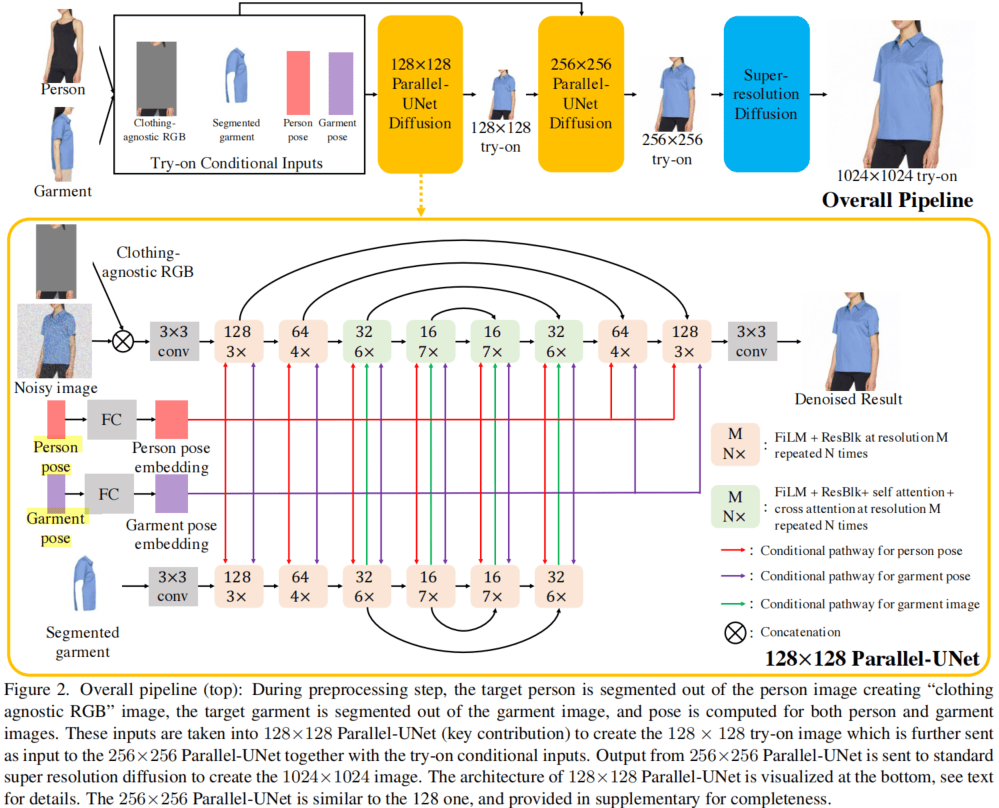 Person
Garment
Clothing-
agnostic RGB
Segmented
garment
Person
pose
Garment
pose
Try-on Conditional Inputs
128×128
Parallel-
UNet
Diffusion
128×128
try-on
256×256
Parallel-
UNet
Diffusion
256×256
try-on
Super-
resolution
Diffusion
1024×1024 try-on
Overall Pipeline
Clothing-
agnostic RGB
Noisy image
3×3
conv
128
3×
64
4×
32
6×
16
7×
16
7×
32
6×
64
4×
128
3×
3×3
conv
Denoised Result
Person
pose
FC
Person pose
embedding
Garment
pose
FC
Garment pose
embedding
Segmented
garment
3×3
conv
128
3×
64
4×
32
6×
16
7×
16
7×
32
6×
M
N×
: FiLM + ResBlk at resolution M
repeated N times
M
N×
: FiLM + ResBlk+ self attention +
cross attention at resolution M
repeated N times
: Conditional pathway for person pose
: Conditional pathway for garment pose
: Conditional pathway for garment image
: Concatenation
128×128 Parallel-UNet
Figure 2. Overall pipeline (top): During preprocessing step, the target person is segmented out of the person image creating “clothing
agnostic RGB” image, the target garment is segmented out of the garment image, and pose is computed for both person and garment
images. These inputs are taken into 128×128 Parallel-UNet (key contribution) to create the 128 × 128 try-on image which is further sent
as input to the 256×256 Parallel-UNet together with the try-on conditional inputs. Output from 256×256 Parallel-UNet is sent to standard
super resolution diffusion to create the 1024×1024 image. The architecture of 128×128 Parallel-UNet is visualized at the bottom, see text
for details. The 256×256 Parallel-UNet is similar to the 128 one, and provided in supplementary for completeness.